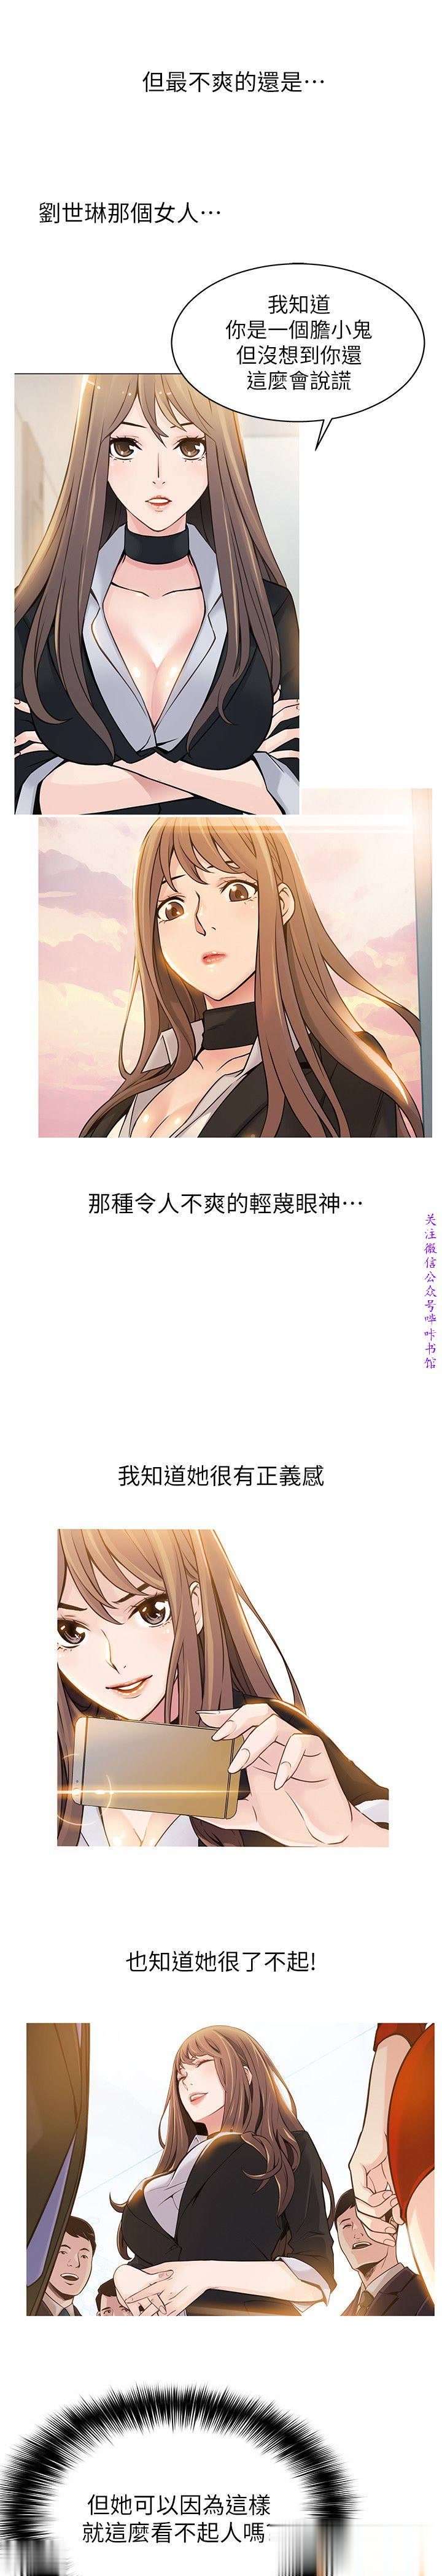 但最不爽的還是⋯
劉世琳那個女人⋯
我知道
你是一個膽小鬼
但沒想到你還
這麼會說謊
那種令人不爽的輕蔑眼神⋯
关注微信公众号哔咔书馆
我知道她很有正義感
也知道她很了不起!
但她可以因為這樣
就這麼看不起人嗎?